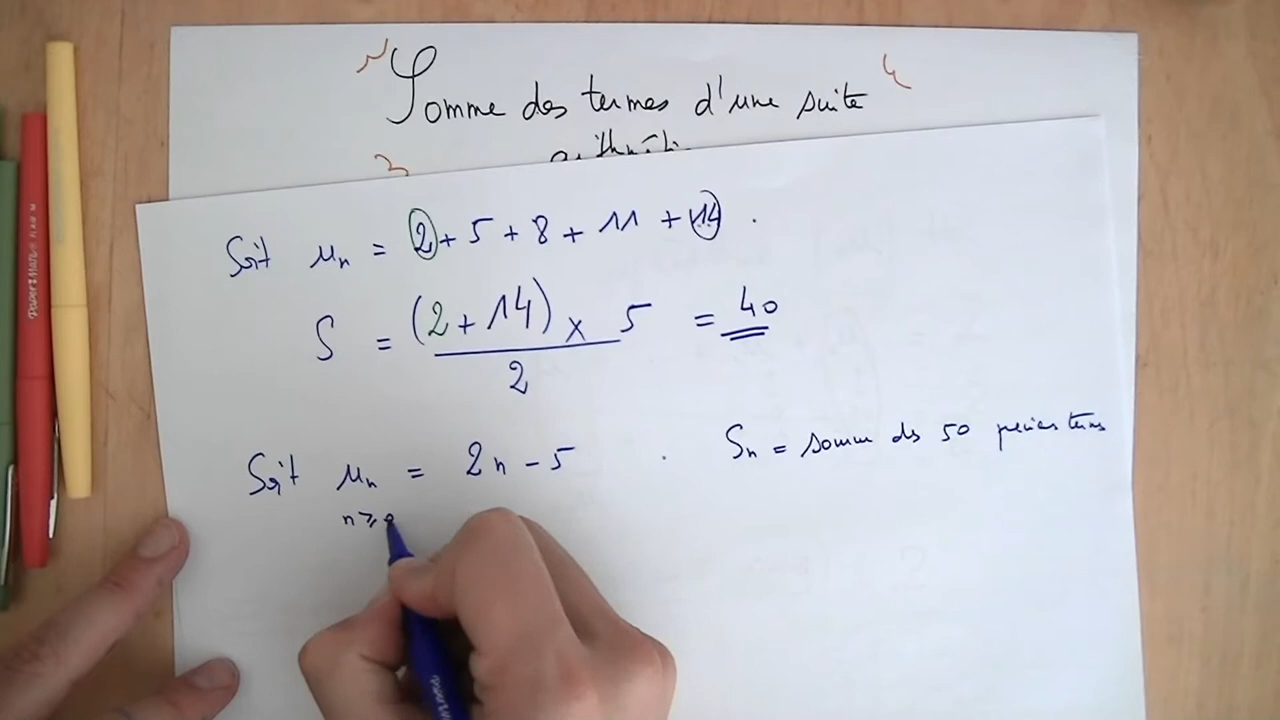 Somme des termes d'une suite
Soit un = 2 + 5 + 8 + 11 + 14 .
S = (2 + 14) x 5 = 40
2
Soit un = 2n - 5 . Sn = somme des 50 premiers termes
n ≥ 0